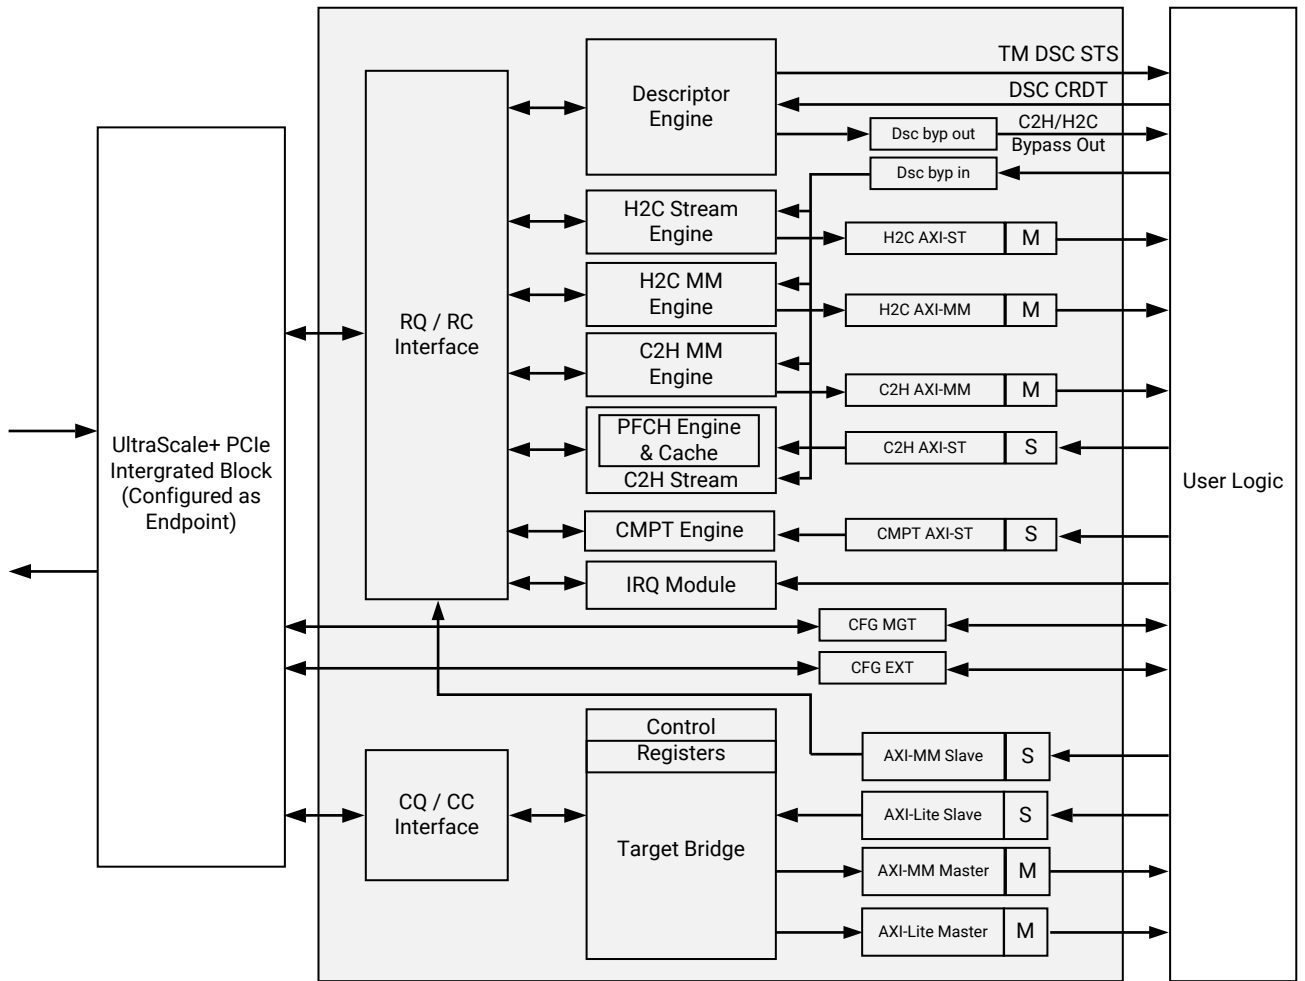 TM DSC STS
DSC CRDT
Descriptor
Engine
Dsc byp out
C2H/H2C
Bypass Out
Dsc byp in
H2C Stream
Engine
H2C AXI-ST
M
H2C MM
Engine
H2C AXI-MM
M
RQ / RC
Interface
C2H MM
Engine
C2H AXI-MM
M
PFCH Engine
& Cache
C2H Stream
C2H AXI-ST
S
UltraScale+ PCIe
Intergrated Block
(Configured as
Endpoint)
User Logic
CMPT Engine
CMPT AXI-ST
S
IRQ Module
CFG MGT
CFG EXT
Control
Registers
AXI-MM Slave
S
CQ / CC
Interface
AXI-Lite Slave
S
Target Bridge
AXI-MM Master
M
AXI-Lite Master
M